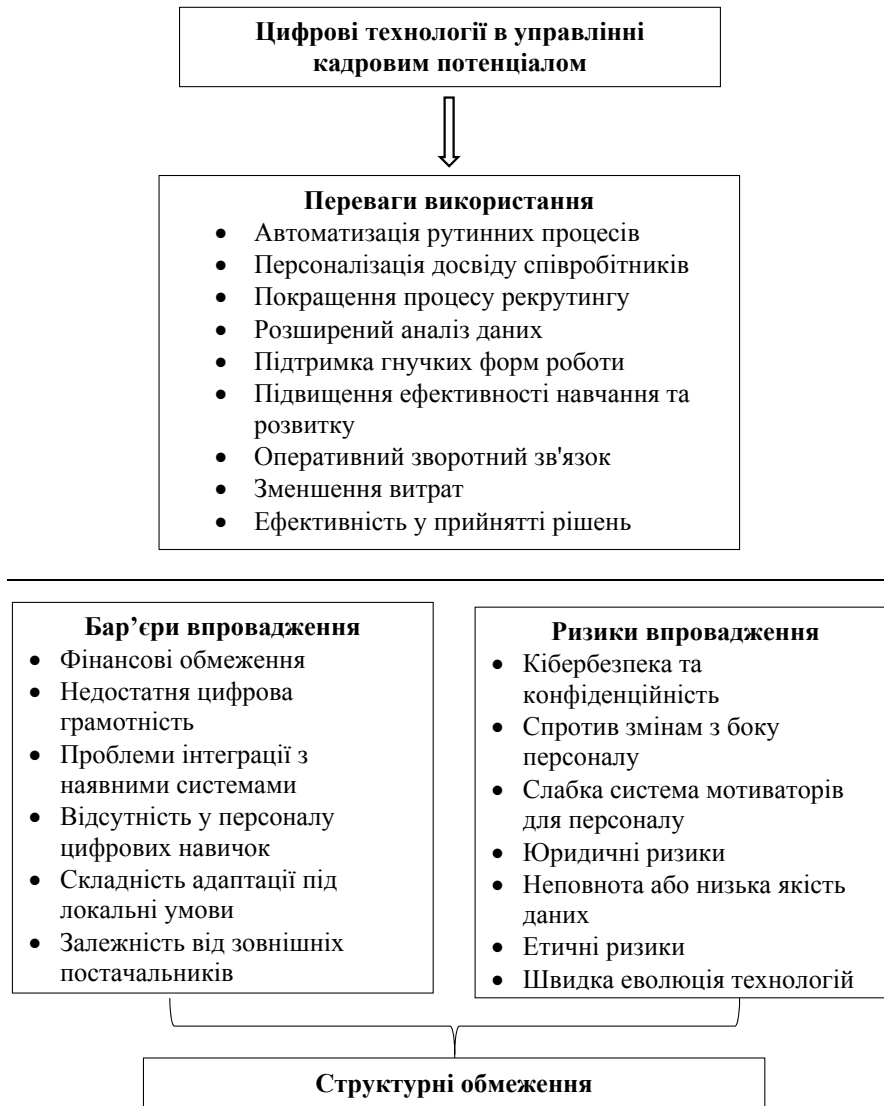 Цифрові технології в управлінні
кадровим потенціалом
Переваги використання
• Автоматизація рутинних процесів
• Персоналізація досвіду співробітників
• Покращення процесу рекрутингу
• Розширений аналіз даних
• Підтримка гнучких форм роботи
• Підвищення ефективності навчання та
розвитку
• Оперативний зворотний зв'язок
• Зменшення витрат
• Ефективність у прийнятті рішень
Бар’єри впровадження
• Фінансові обмеження
• Недостатня цифрова
грамотність
• Проблеми інтеграції з
наявними системами
• Відсутність у персоналу
цифрових навичок
• Складність адаптації під
локальні умови
• Залежність від зовнішніх
постачальників
Ризики впровадження
• Кібербезпека та
конфіденційність
• Спротив змінам з боку
персоналу
• Слабка система мотиваторів
для персоналу
• Юридичні ризики
• Неповнота або низька якість
даних
• Етичні ризики
• Швидка еволюція технологій
Структурні обмеження